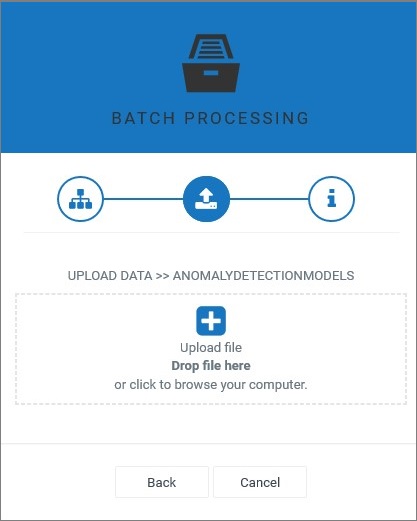 BATCH PROCESSING
UPLOAD DATA >> ANOMALYDETECTIONMODELS
Upload file
Drop file here
or click to browse your computer.
Back Cancel